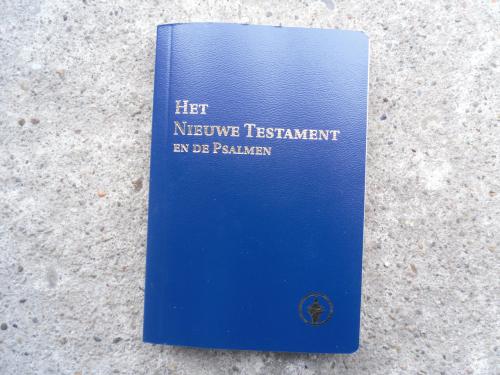 Het
Nieuwe Testament
en de Psalmen